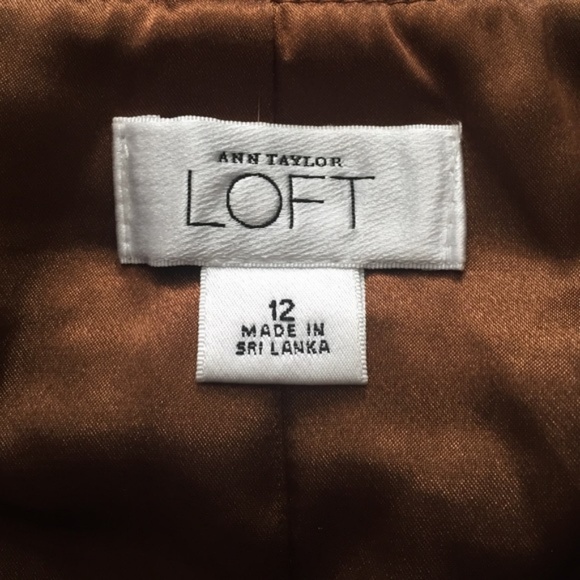 ANN TAYLOR
LOFT
12
MADE IN
SRI LANKA